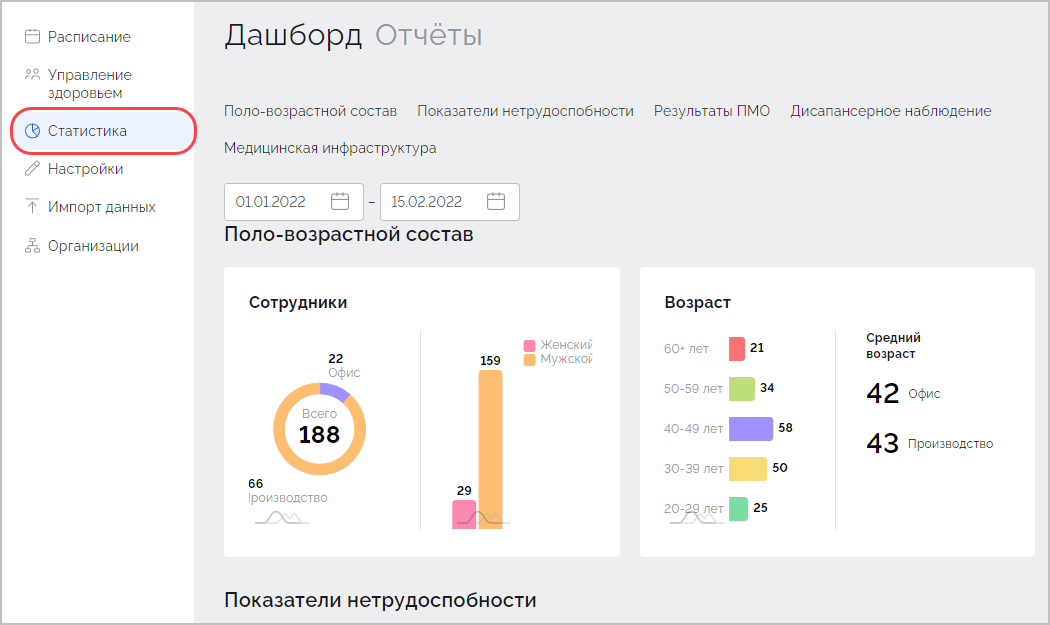 Расписание
Управление
здоровьем
Статистика
Настройки
Импорт данных
Организации
Дашборд Отчёты
Поло-возрастной состав Показатели нетрудоспобности Результаты ПМО Дисапансерное наблюдение
Медицинская инфраструктура
01.01.2022 – 15.02.2022
Поло-возрастной состав
Сотрудники
22
Офис
Всего
188
66
Производство
Женский
Мужской
159
29
Возраст
60+ лет 21
50-59 лет 34
40-49 лет 58
30-39 лет 50
20-29 лет 25
Средний
возраст
42 Офис
43 Производство
Показатели нетрудоспобности